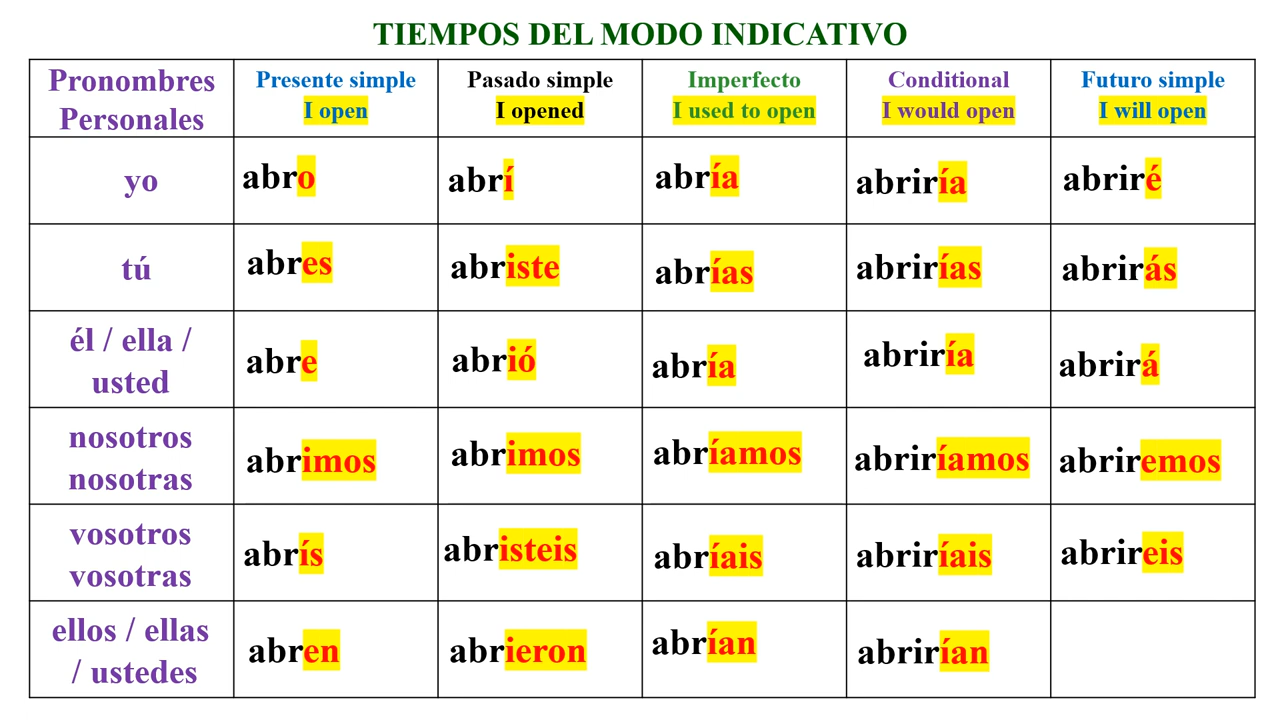 TIEMPOS DEL MODO INDICATIVO
Pronombres Personales | Presente simple I open | Pasado simple I opened | Imperfecto I used to open | Conditional I would open | Futuro simple I will open
yo | abro | abrí | abría | abriría | abriré
tú | abres | abriste | abrías | abrirías | abrirás
él / ella / usted | abre | abrió | abría | abriría | abrirá
nosotros nosotras | abrimos | abrimos | abríamos | abriríamos | abriremos
vosotros vosotras | abrís | abristeis | abríais | abriríais | abrireis
ellos / ellas / ustedes | abren | abrieron | abrían | abrirían |